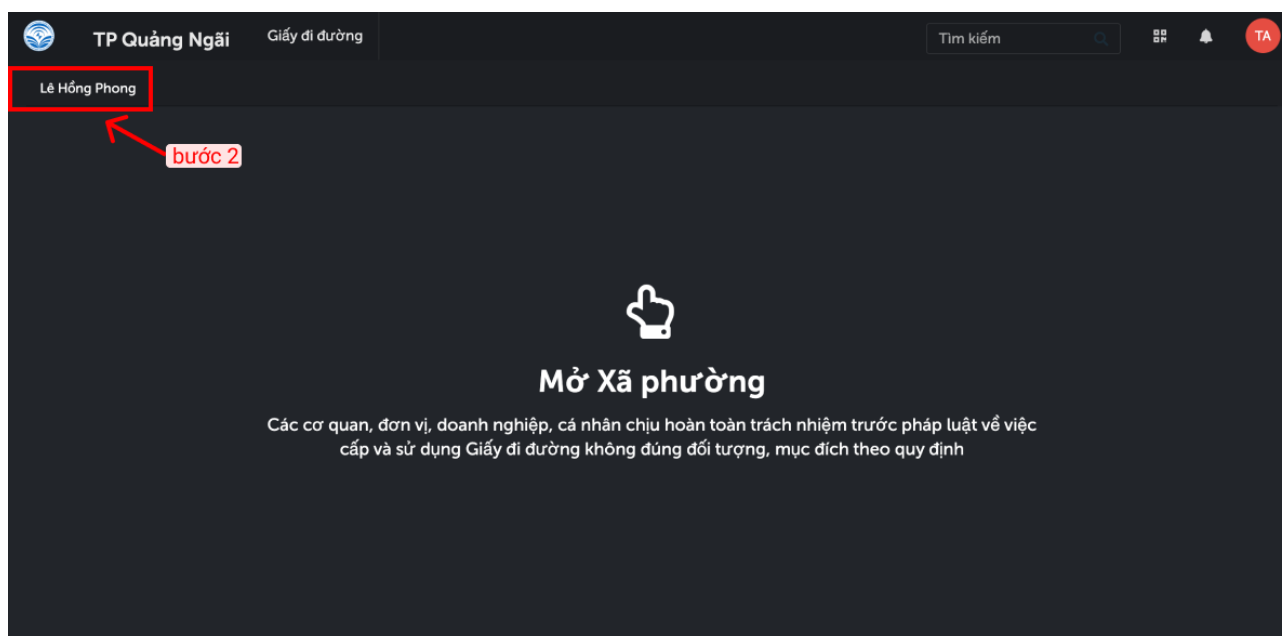 TP Quảng Ngãi
Giấy đi đường
Tìm kiếm
TA
Lê Hồng Phong
bước 2
Mở Xã phường
Các cơ quan, đơn vị, doanh nghiệp, cá nhân chịu hoàn toàn trách nhiệm trước pháp luật về việc
cấp và sử dụng Giấy đi đường không đúng đối tượng, mục đích theo quy định